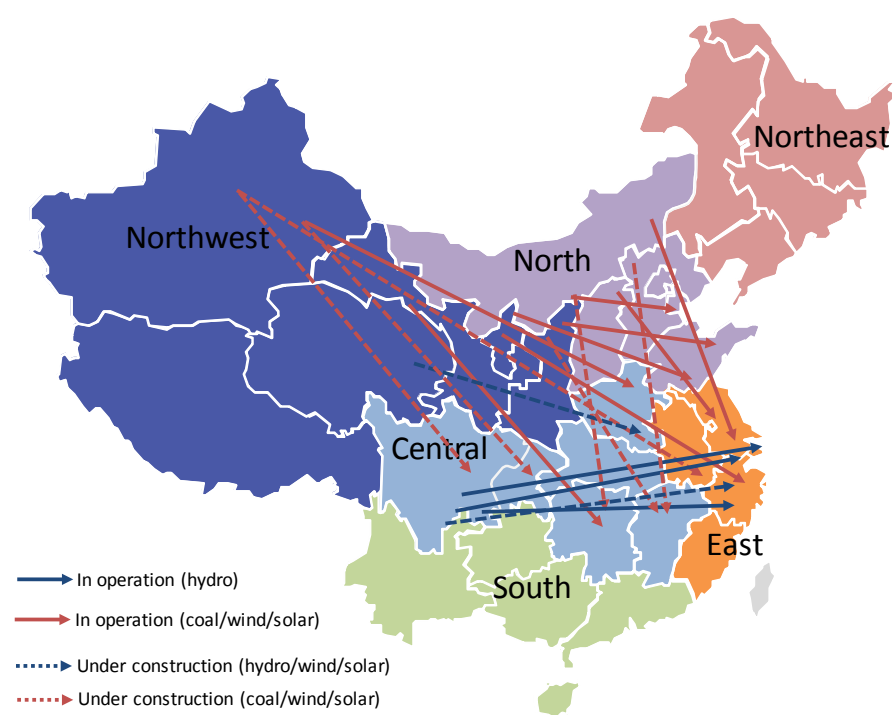 Northeast
Northwest
North
Central
East
South
In operation (hydro)
In operation (coal/wind/solar)
Under construction (hydro/wind/solar)
Under construction (coal/wind/solar)